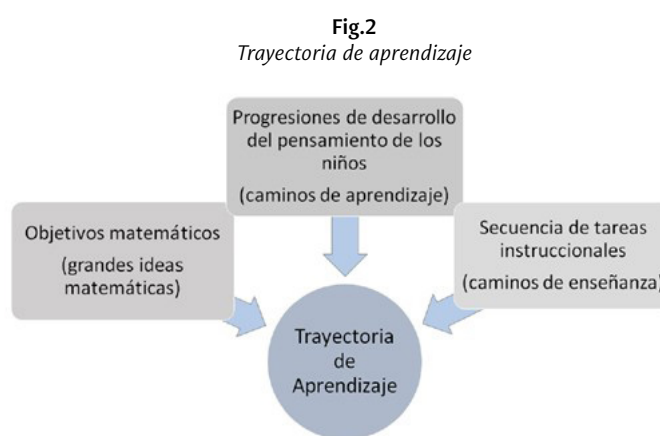 Fig.2
Trayectoria de aprendizaje
Progresiones de desarrollo
del pensamiento de los
niños
(caminos de aprendizaje)
Objetivos matemáticos
(grandes ideas
matemáticas)
Secuencia de tareas
instruccionales
(caminos de enseñanza)
Trayectoria
de
Aprendizaje